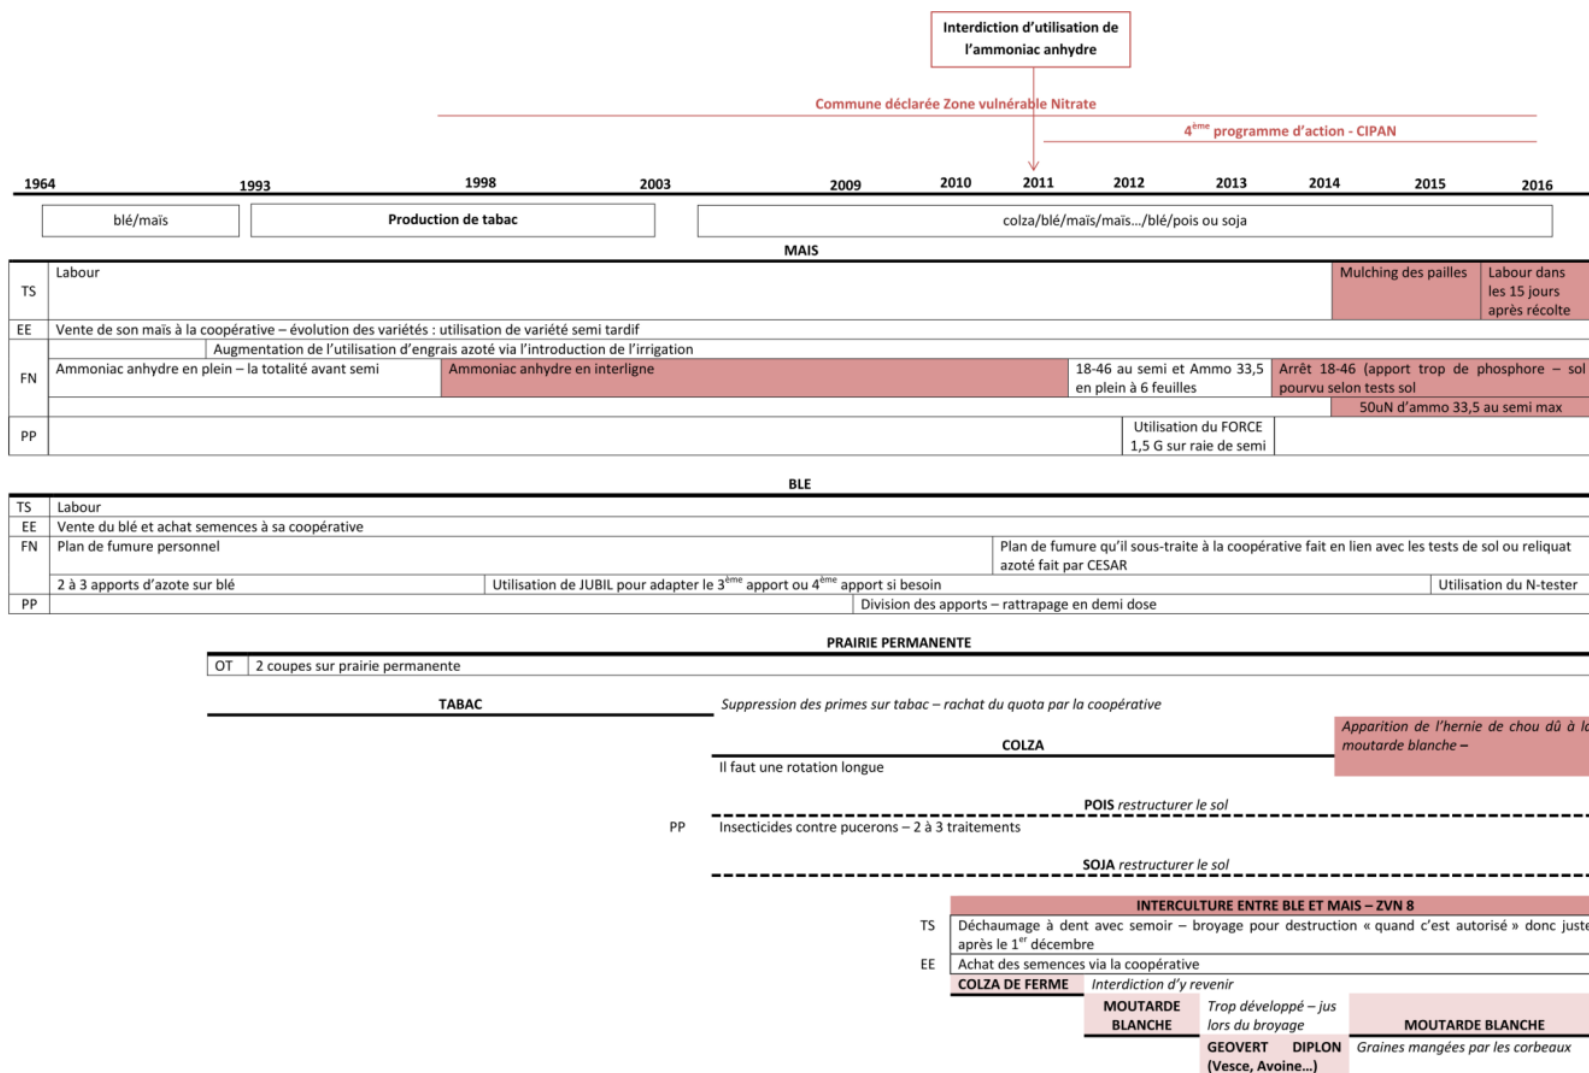 Interdiction d'utilisation de
l'ammoniac anhydre
Commune déclarée Zone vulnérable Nitrate
4ème programme d'action - CIPAN
1964 1993 1998 2003 2009 2010 2011 2012 2013 2014 2015 2016
blé/maïs Production de tabac colza/blé/maïs/maïs.../blé/pois ou soja
MAIS
TS
Labour
Mulching des pailles
Labour dans
les 15 jours
après récolte
EE Vente de son maïs à la coopérative – évolution des variétés : utilisation de variété semi tardif
FN
Augmentation de l'utilisation d'engrais azoté via l'introduction de l'irrigation
Ammoniac anhydre en plein – la totalité avant semi
Ammoniac anhydre en interligne
18-46 au semi et Ammo 33,5
en plein à 6 feuilles
Arrêt 18-46 (apport trop de phosphore – sol
pourvu selon tests sol
50uN d'ammo 33,5 au semi max
PP
Utilisation du FORCE
1,5 G sur raie de semi
BLE
TS Labour
EE Vente du blé et achat semences à sa coopérative
FN Plan de fumure personnel
Plan de fumure qu'il sous-traite à la coopérative fait en lien avec les tests de sol ou reliquat
azoté fait par CESAR
2 à 3 apports d'azote sur blé
Utilisation de JUBIL pour adapter le 3ème apport ou 4ème apport si besoin
Utilisation du N-tester
PP
Division des apports – rattrapage en demi dose
PRAIRIE PERMANENTE
OT 2 coupes sur prairie permanente
TABAC
Suppression des primes sur tabac – rachat du quota par la coopérative
COLZA
Apparition de l'hernie de chou dû à la
moutarde blanche –
Il faut une rotation longue
POIS restructurer le sol
PP Insecticides contre pucerons – 2 à 3 traitements
SOJA restructurer le sol
INTERCULTURE ENTRE BLE ET MAIS – ZVN 8
TS Déchaumage à dent avec semoir – broyage pour destruction « quand c'est autorisé » donc juste
après le 1er décembre
EE Achat des semences via la coopérative
COLZA DE FERME Interdiction d'y revenir
MOUTARDE
BLANCHE
Trop développé – jus
lors du broyage
MOUTARDE BLANCHE
GEOVERT DIPLON
(Vesce, Avoine...)
Graines mangées par les corbeaux